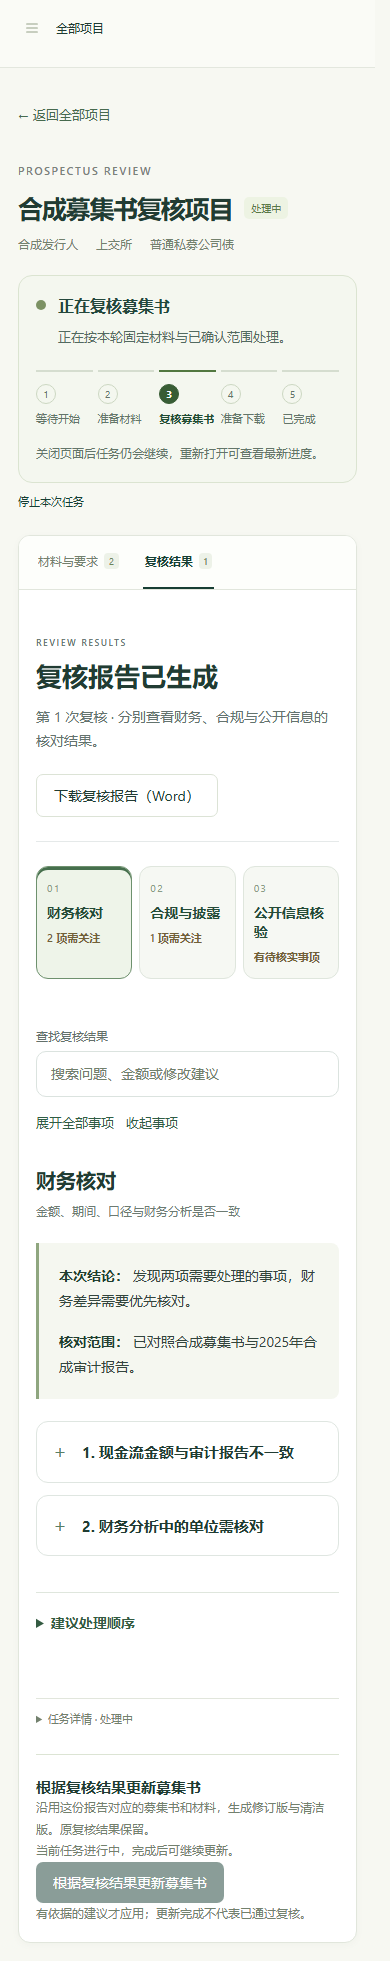 全部项目
← 返回全部项目
PROSPECTUS REVIEW
合成募集书复核项目 处理中
合成发行人 上交所 普通私募公司债
正在复核募集书
正在按本轮固定材料与已确认范围处理。
1 2 3 4 5
等待开始 准备材料 复核募集书 准备下载 已完成
关闭页面后任务仍会继续，重新打开可查看最新进度。
停止本次任务
材料与要求 2 复核结果 1
REVIEW RESULTS
复核报告已生成
第 1 次复核 · 分别查看财务、合规与公开信息的
核对结果。
下载复核报告（Word）
01 02 03
财务核对 合规与披露 公开信息核
验
2 项需关注 1 项需关注
有待核实事项
查找复核结果
搜索问题、金额或修改建议
展开全部事项 收起事项
财务核对
金额、期间、口径与财务分析是否一致
本次结论： 发现两项需要处理的事项，财
务差异需要优先核对。
核对范围： 已对照合成募集书与2025年合
成审计报告。
+ 1. 现金流金额与审计报告不一致
+ 2. 财务分析中的单位需核对
▶ 建议处理顺序
▶ 任务详情 · 处理中
根据复核结果更新募集书
沿用这份报告对应的募集书和材料，生成修订版与清洁
版。原复核结果保留。
当前任务进行中，完成后可继续更新。
根据复核结果更新募集书
有依据的建议才应用；更新完成不代表已通过复核。